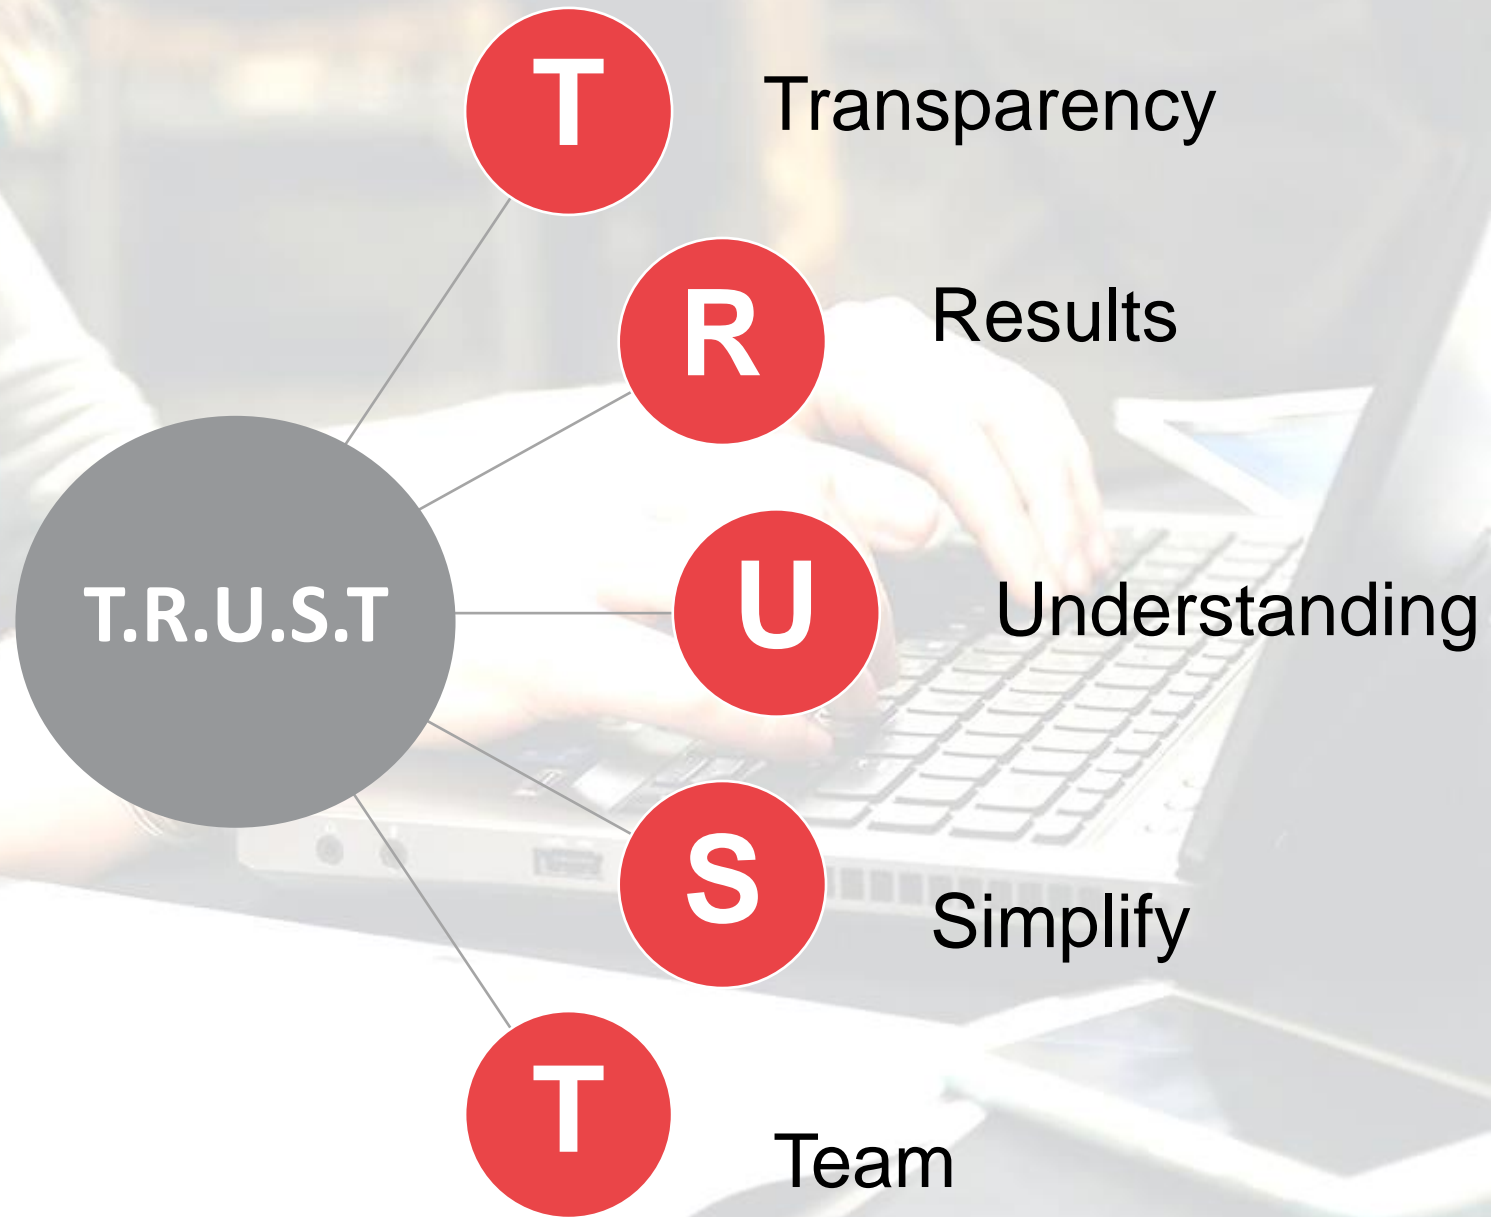 T
Transparency
R
Results
T.R.U.S.T
U
Understanding
S
Simplify
T
Team